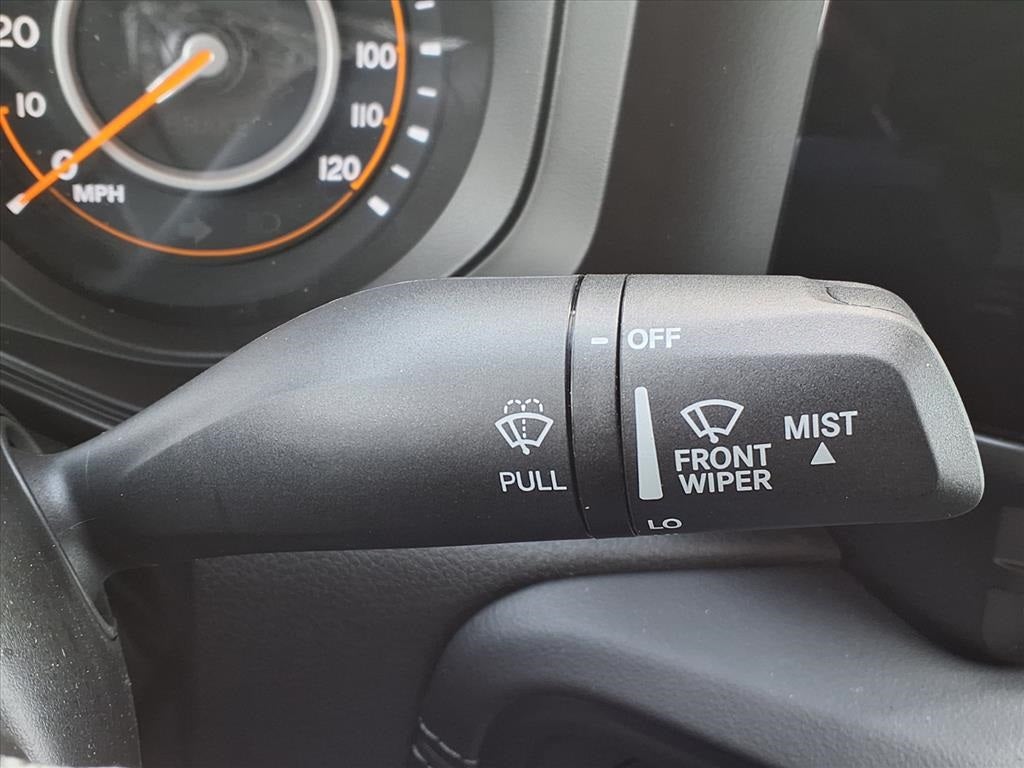 20
10
0
MPH
100
110
120
OFF
PULL
FRONT
WIPER
MIST
LO